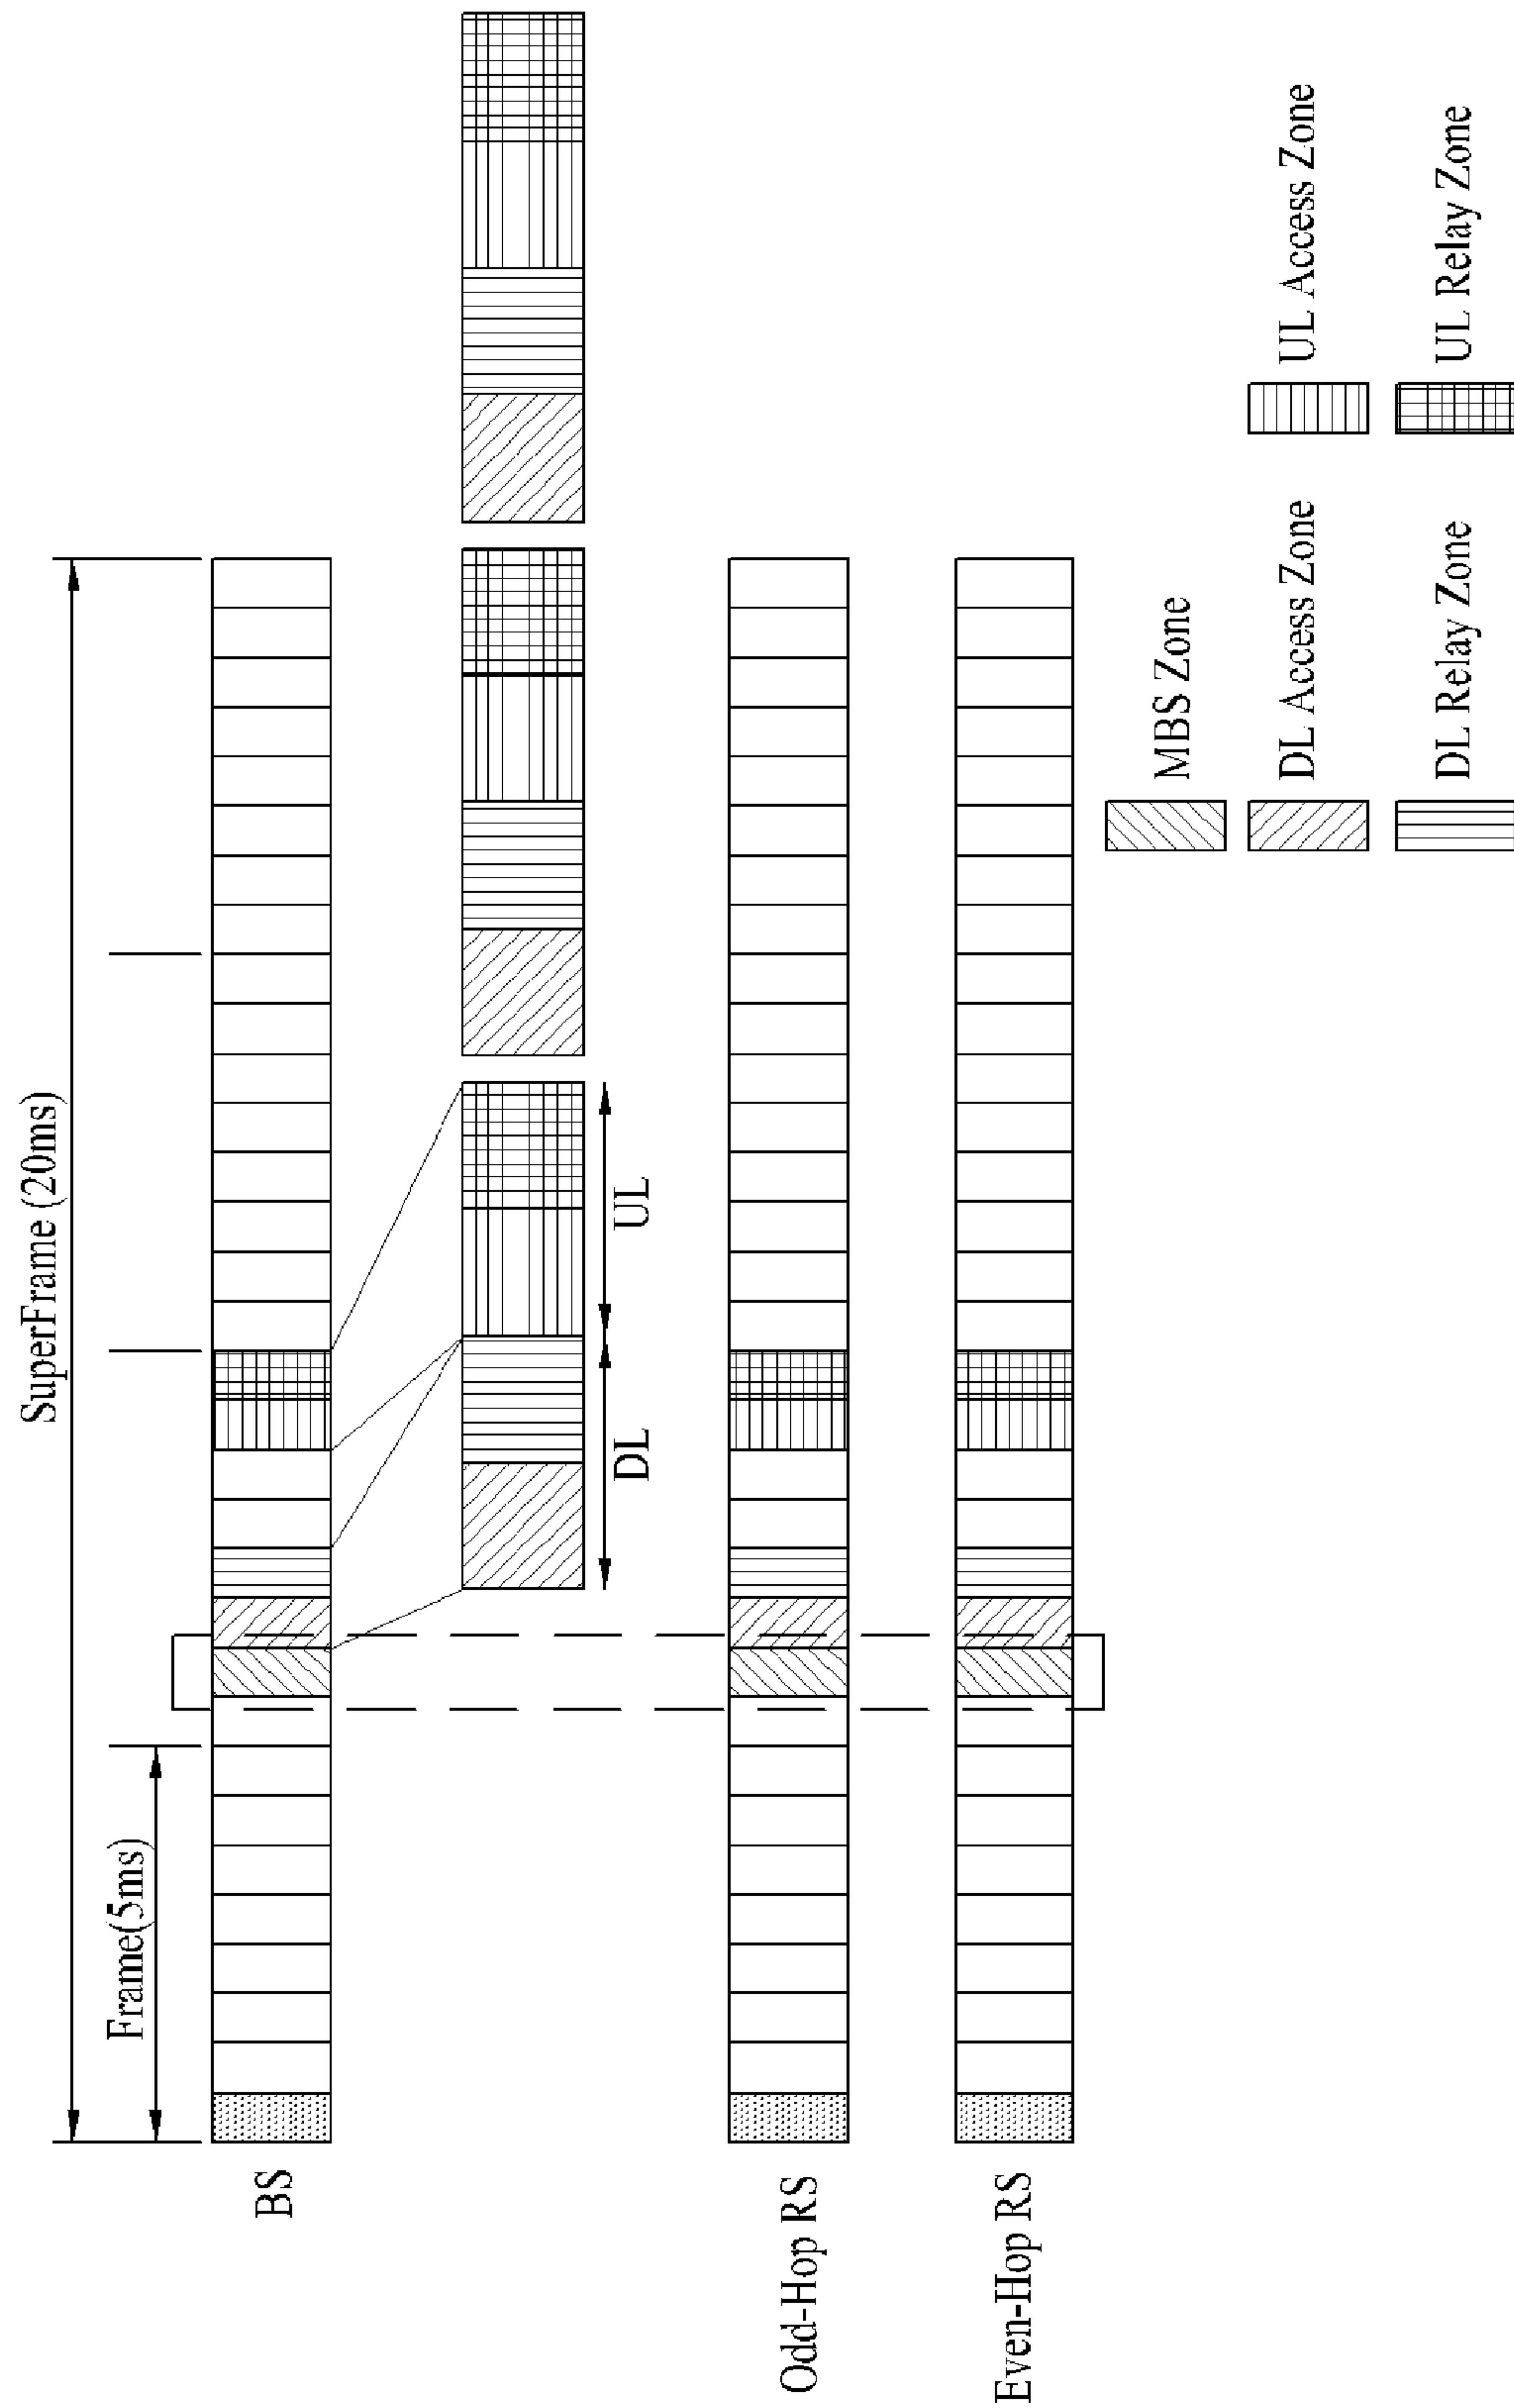 SuperFrame (20ms)
Frame(5ms)
BS
DL
UL
Odd-Hop RS
Even-Hop RS
MBS Zone
DL Access Zone
UL Access Zone
DL Relay Zone
UL Relay Zone